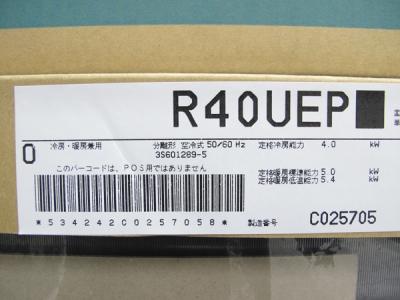 R40UEP■
0 冷房・暖房兼用 分離形 空冷式 50/60 Hz 定格冷房能力 4.0 kW
3S601289-5
このバーコードは、POS用ではありません 定格暖房標準能力 5.0 kW
定格暖房低温能力 5.4 kW
*534242C0257058* 製造番号 C025705